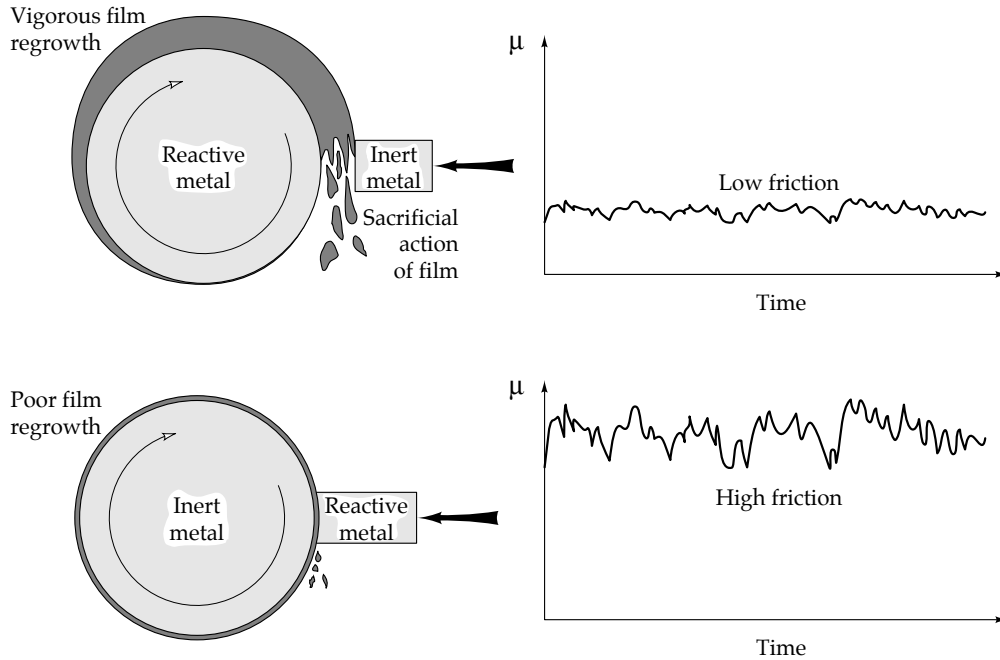 Vigorous film
regrowth
Reactive
metal
Inert
metal
Sacrificial
action
of film
μ
Low friction
Time
Poor film
regrowth
Inert
metal
Reactive
metal
μ
High friction
Time